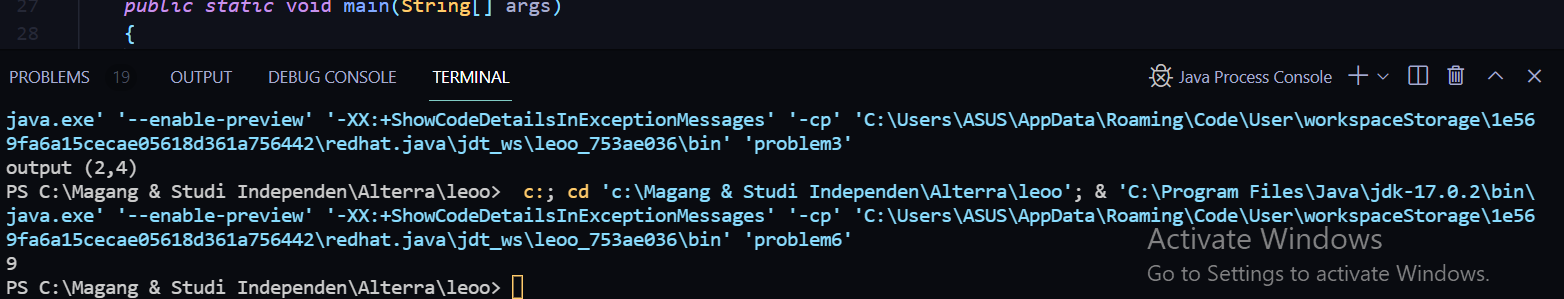 27 public static void main(String[] args)
28 {
PROBLEMS 19 OUTPUT DEBUG CONSOLE TERMINAL Java Process Console
java.exe' '--enable-preview' '-XX:+ShowCodeDetailsInExceptionMessages' '-cp' 'C:\Users\ASUS\AppData\Roaming\Code\User\workspaceStorage\1e56
9fa6a15cecae05618d361a756442\redhat.java\jdt_ws\leoo_753ae036\bin' 'problem3'
output (2,4)
PS C:\Magang & Studi Independen\Alterra\leoo>  c:; cd 'c:\Magang & Studi Independen\Alterra\leoo'; & 'C:\Program Files\Java\jdk-17.0.2\bin\
java.exe' '--enable-preview' '-XX:+ShowCodeDetailsInExceptionMessages' '-cp' 'C:\Users\ASUS\AppData\Roaming\Code\User\workspaceStorage\1e56
9fa6a15cecae05618d361a756442\redhat.java\jdt_ws\leoo_753ae036\bin' 'problem6'
Activate Windows
9
Go to Settings to activate Windows.
PS C:\Magang & Studi Independen\Alterra\leoo>